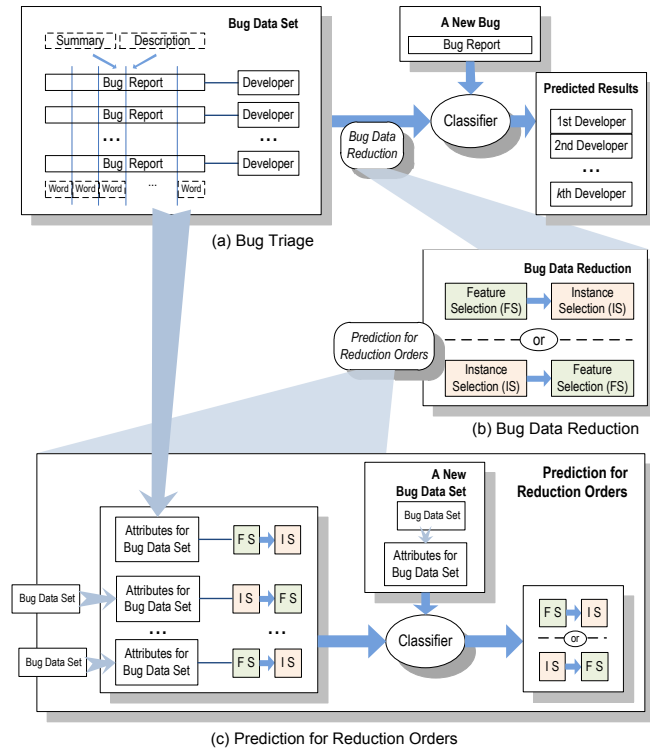 Bug Data Set
Summary
Description
Bug Report
Developer
Bug Report
Developer
...
...
Bug Report
Developer
Word
Word
Word
...
Word
(a) Bug Triage
A New Bug
Bug Report
Classifier
Bug Data
Reduction
Predicted Results
1st Developer
2nd Developer
...
kth Developer
Bug Data Reduction
Feature
Selection (FS)
Instance
Selection (IS)
or
Instance
Selection (IS)
Feature
Selection (FS)
(b) Bug Data Reduction
Prediction for
Reduction Orders
Prediction for
Reduction Orders
A New
Bug Data Set
Bug Data Set
Attributes for
Bug Data Set
Attributes for
Bug Data Set
F S
I S
Bug Data Set
Attributes for
Bug Data Set
I S
F S
...
...
Bug Data Set
Attributes for
Bug Data Set
F S
I S
Classifier
F S
I S
or
I S
F S
(c) Prediction for Reduction Orders